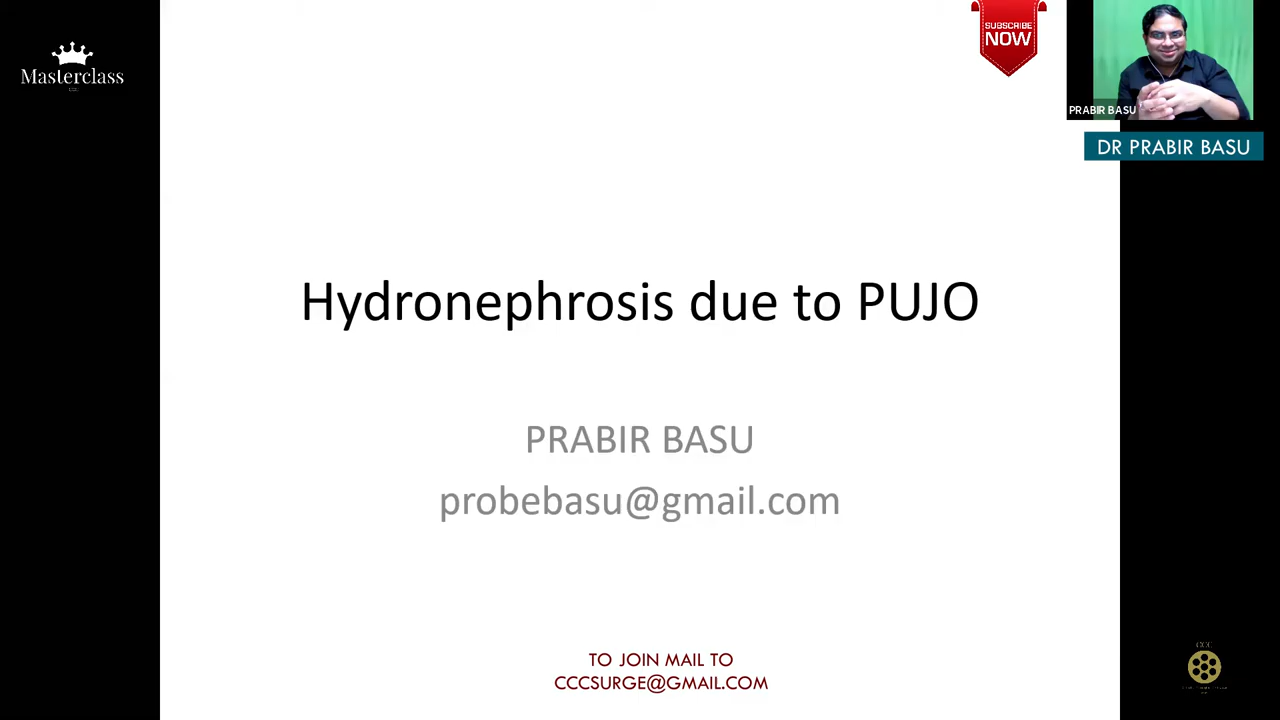 Masterclass
SUBSCRIBE
NOW
PRABIR BASU
DR PRABIR BASU
Hydronephrosis due to PUJO
PRABIR BASU
probebasu@gmail.com
TO JOIN MAIL TO
CCCSURGE@GMAIL.COM
CCC